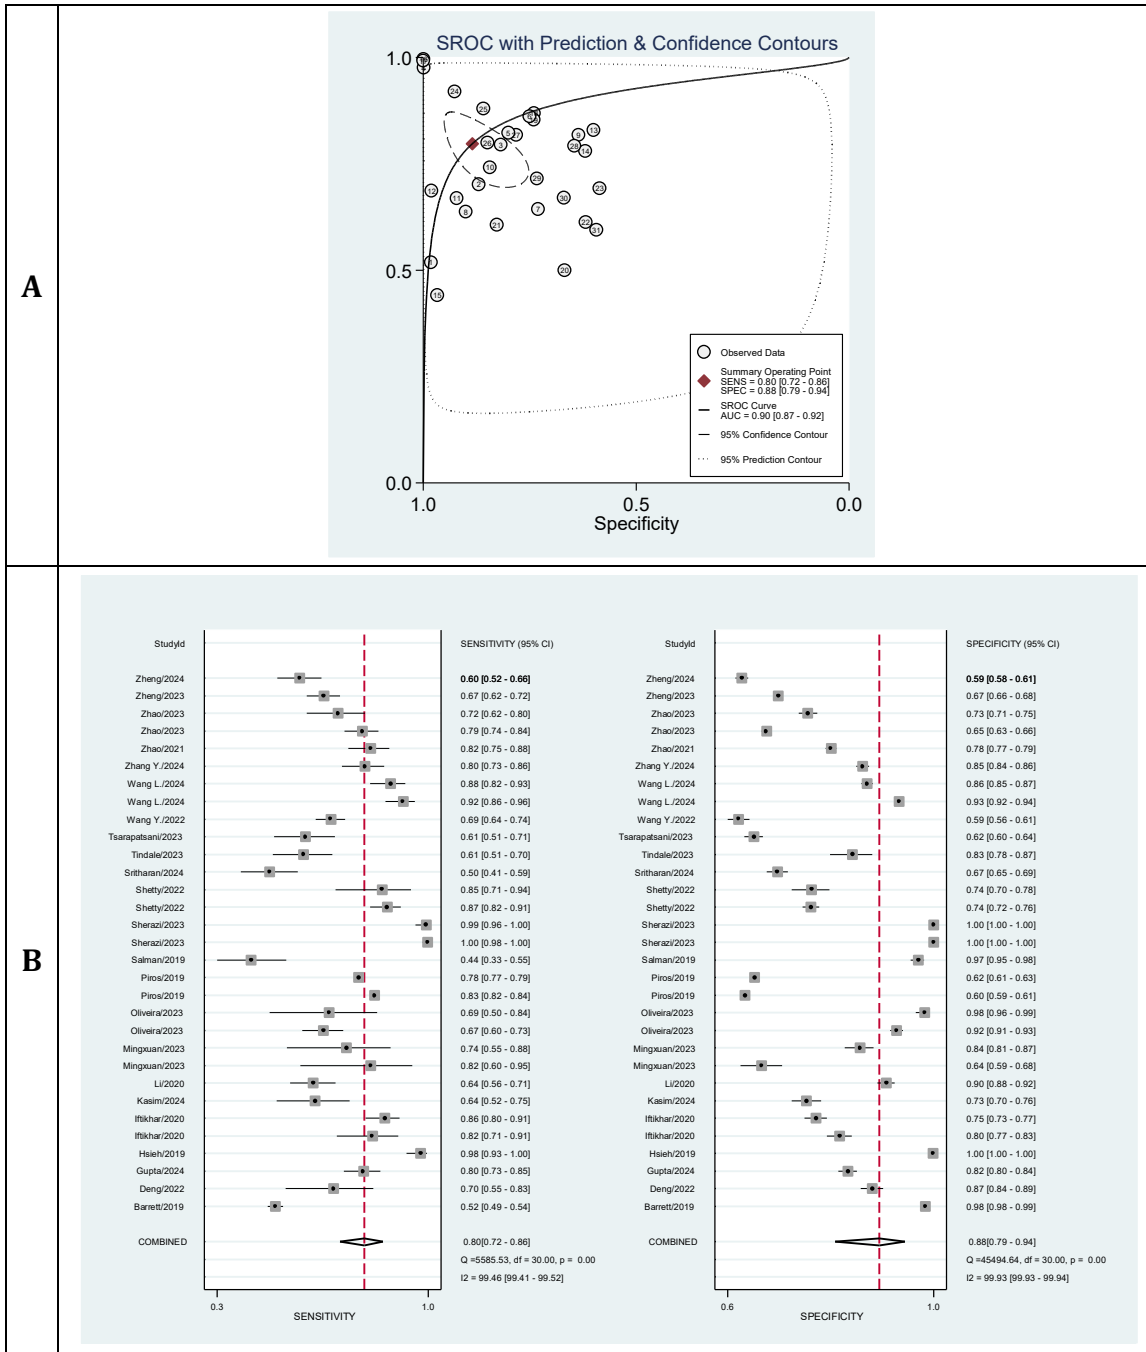 A
SROC with Prediction & Confidence Contours
1.0
0.5
0.0
1.0 0.5 0.0
Specificity
24
25
5
26
3
10
2
12
11
8
21
1
15
9
13
28
14
29
23
30
7
22
31
20
Observed Data
Summary Operating Point
SENS = 0.80 [0.72 - 0.86]
SPEC = 0.88 [0.79 - 0.94]
SROC Curve
AUC = 0.90 [0.87 - 0.92]
95% Confidence Contour
95% Prediction Contour
B
StudyId SENSITIVITY (95% CI) StudyId SPECIFICITY (95% CI)
Zheng/2024 0.60 [0.52 - 0.66] Zheng/2024 0.59 [0.58 - 0.61]
Zheng/2023 0.67 [0.62 - 0.72] Zheng/2023 0.67 [0.66 - 0.68]
Zhao/2023 0.72 [0.62 - 0.80] Zhao/2023 0.73 [0.71 - 0.75]
Zhao/2023 0.79 [0.74 - 0.84] Zhao/2023 0.65 [0.63 - 0.66]
Zhao/2021 0.82 [0.75 - 0.88] Zhao/2021 0.78 [0.77 - 0.79]
Zhang Y./2024 0.80 [0.73 - 0.86] Zhang Y./2024 0.85 [0.84 - 0.86]
Wang L./2024 0.88 [0.82 - 0.93] Wang L./2024 0.86 [0.85 - 0.87]
Wang L./2024 0.92 [0.86 - 0.96] Wang L./2024 0.93 [0.92 - 0.94]
Wang Y./2022 0.69 [0.64 - 0.74] Wang Y./2022 0.59 [0.56 - 0.61]
Tsarapatsani/2023 0.61 [0.51 - 0.71] Tsarapatsani/2023 0.62 [0.60 - 0.64]
Tindale/2023 0.61 [0.51 - 0.70] Tindale/2023 0.83 [0.78 - 0.87]
Sritharan/2024 0.50 [0.41 - 0.59] Sritharan/2024 0.67 [0.65 - 0.69]
Shetty/2022 0.85 [0.71 - 0.94] Shetty/2022 0.74 [0.70 - 0.78]
Shetty/2022 0.87 [0.82 - 0.91] Shetty/2022 0.74 [0.72 - 0.76]
Sherazi/2023 0.99 [0.96 - 1.00] Sherazi/2023 1.00 [1.00 - 1.00]
Sherazi/2023 1.00 [0.98 - 1.00] Sherazi/2023 1.00 [1.00 - 1.00]
Salman/2019 0.44 [0.33 - 0.55] Salman/2019 0.97 [0.95 - 0.98]
Piros/2019 0.78 [0.77 - 0.79] Piros/2019 0.62 [0.61 - 0.63]
Piros/2019 0.83 [0.82 - 0.84] Piros/2019 0.60 [0.59 - 0.61]
Oliveira/2023 0.69 [0.50 - 0.84] Oliveira/2023 0.98 [0.96 - 0.99]
Oliveira/2023 0.67 [0.60 - 0.73] Oliveira/2023 0.92 [0.91 - 0.93]
Mingxuan/2023 0.74 [0.55 - 0.88] Mingxuan/2023 0.84 [0.81 - 0.87]
Mingxuan/2023 0.82 [0.60 - 0.95] Mingxuan/2023 0.64 [0.59 - 0.68]
Li/2020 0.64 [0.56 - 0.71] Li/2020 0.90 [0.88 - 0.92]
Kasim/2024 0.64 [0.52 - 0.75] Kasim/2024 0.73 [0.70 - 0.76]
Iftikhar/2020 0.86 [0.80 - 0.91] Iftikhar/2020 0.75 [0.73 - 0.77]
Iftikhar/2020 0.82 [0.71 - 0.91] Iftikhar/2020 0.80 [0.77 - 0.83]
Hsieh/2019 0.98 [0.93 - 1.00] Hsieh/2019 1.00 [1.00 - 1.00]
Gupta/2024 0.80 [0.73 - 0.85] Gupta/2024 0.82 [0.80 - 0.84]
Deng/2022 0.70 [0.55 - 0.83] Deng/2022 0.87 [0.84 - 0.89]
Barrett/2019 0.52 [0.49 - 0.54] Barrett/2019 0.98 [0.98 - 0.99]
COMBINED 0.80[0.72 - 0.86] COMBINED 0.88[0.79 - 0.94]
Q =5585.53, df = 30.00, p = 0.00 Q =45494.64, df = 30.00, p = 0.00
I2 = 99.46 [99.41 - 99.52] I2 = 99.93 [99.93 - 99.94]
0.3 1.0 0.6 1.0
SENSITIVITY SPECIFICITY